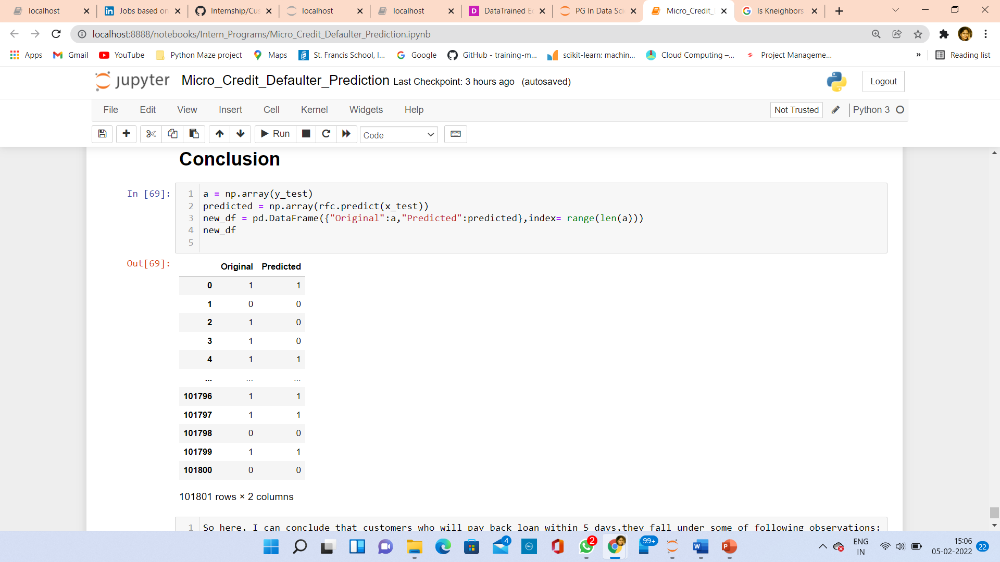 localhost
Jobs based on
Internship/Cus
localhost
localhost
DataTrained Ed
PG In Data Sci
Micro_Credit_
Is Kneighbors
localhost:8888/notebooks/Intern_Programs/Micro_Credit_Defaulter_Prediction.ipynb
Apps
Gmail
YouTube
Python Maze project
Maps
St. Francis School, I...
Google
GitHub - training-m...
scikit-learn: machin...
Cloud Computing –...
Project Manageme...
»
Reading list
jupyter
Micro_Credit_Defaulter_Prediction Last Checkpoint: 3 hours ago (autosaved)
Logout
File Edit View Insert Cell Kernel Widgets Help
Not Trusted
Python 3
Run
Code
Conclusion
In [69]:
1 a = np.array(y_test)
2 predicted = np.array(rfc.predict(x_test))
3 new_df = pd.DataFrame({"Original":a,"Predicted":predicted},index= range(len(a)))
4 new_df
5
Out[69]:
Original Predicted
0 1 1
1 0 0
2 1 0
3 1 0
4 1 1
... ... ...
101796 1 1
101797 1 1
101798 0 0
101799 1 1
101800 0 0
101801 rows × 2 columns
1 So here, I can conclude that customers who will pay back loan within 5 days,they fall under some of following observations:
4
2
99+
ENG
IN
15:06
05-02-2022
22